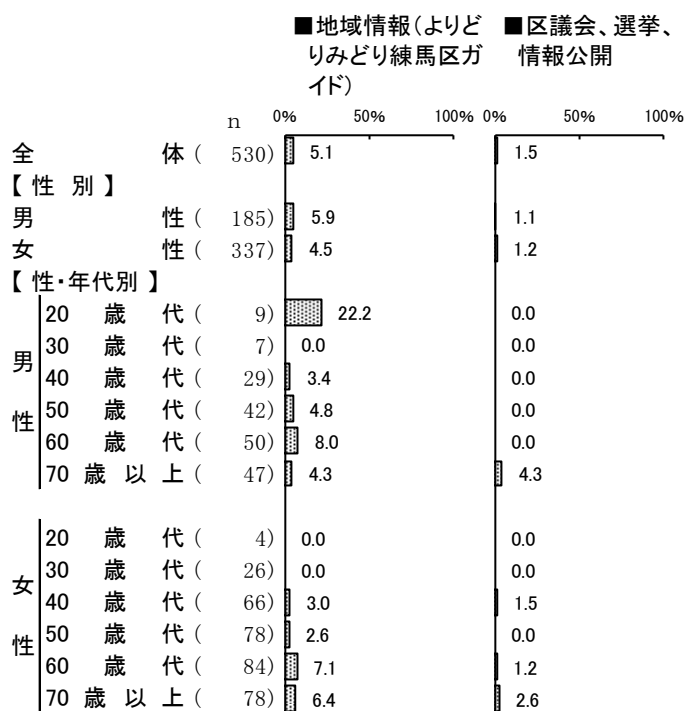 ■地域情報(よりど ■区議会、選挙、
りみどり練馬区ガ 情報公開
イド)
n 0% 50% 100% 0% 50% 100%
全 体 ( 530) 5.1 1.5
【 性 別 】
男 性 ( 185) 5.9 1.1
女 性 ( 337) 4.5 1.2
【 性・年代別 】
男性
20 歳 代 ( 9) 22.2 0.0
30 歳 代 ( 7) 0.0 0.0
40 歳 代 ( 29) 3.4 0.0
50 歳 代 ( 42) 4.8 0.0
60 歳 代 ( 50) 8.0 0.0
70 歳 以 上 ( 47) 4.3 4.3
女性
20 歳 代 ( 4) 0.0 0.0
30 歳 代 ( 26) 0.0 0.0
40 歳 代 ( 66) 3.0 1.5
50 歳 代 ( 78) 2.6 0.0
60 歳 代 ( 84) 7.1 1.2
70 歳 以 上 ( 78) 6.4 2.6